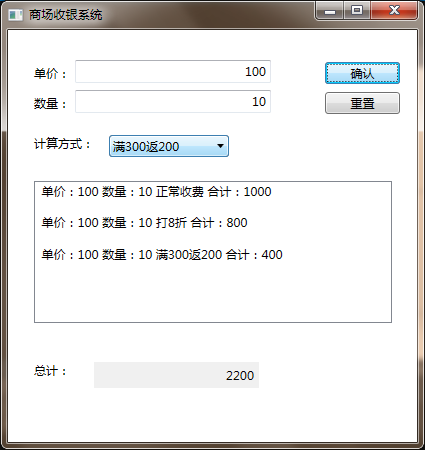 商场收银系统
单价： 100 确认
数量： 10 重置
计算方式： 满300返200
单价：100 数量：10 正常收费 合计：1000
单价：100 数量：10 打8折 合计：800
单价：100 数量：10 满300返200 合计：400
总计： 2200